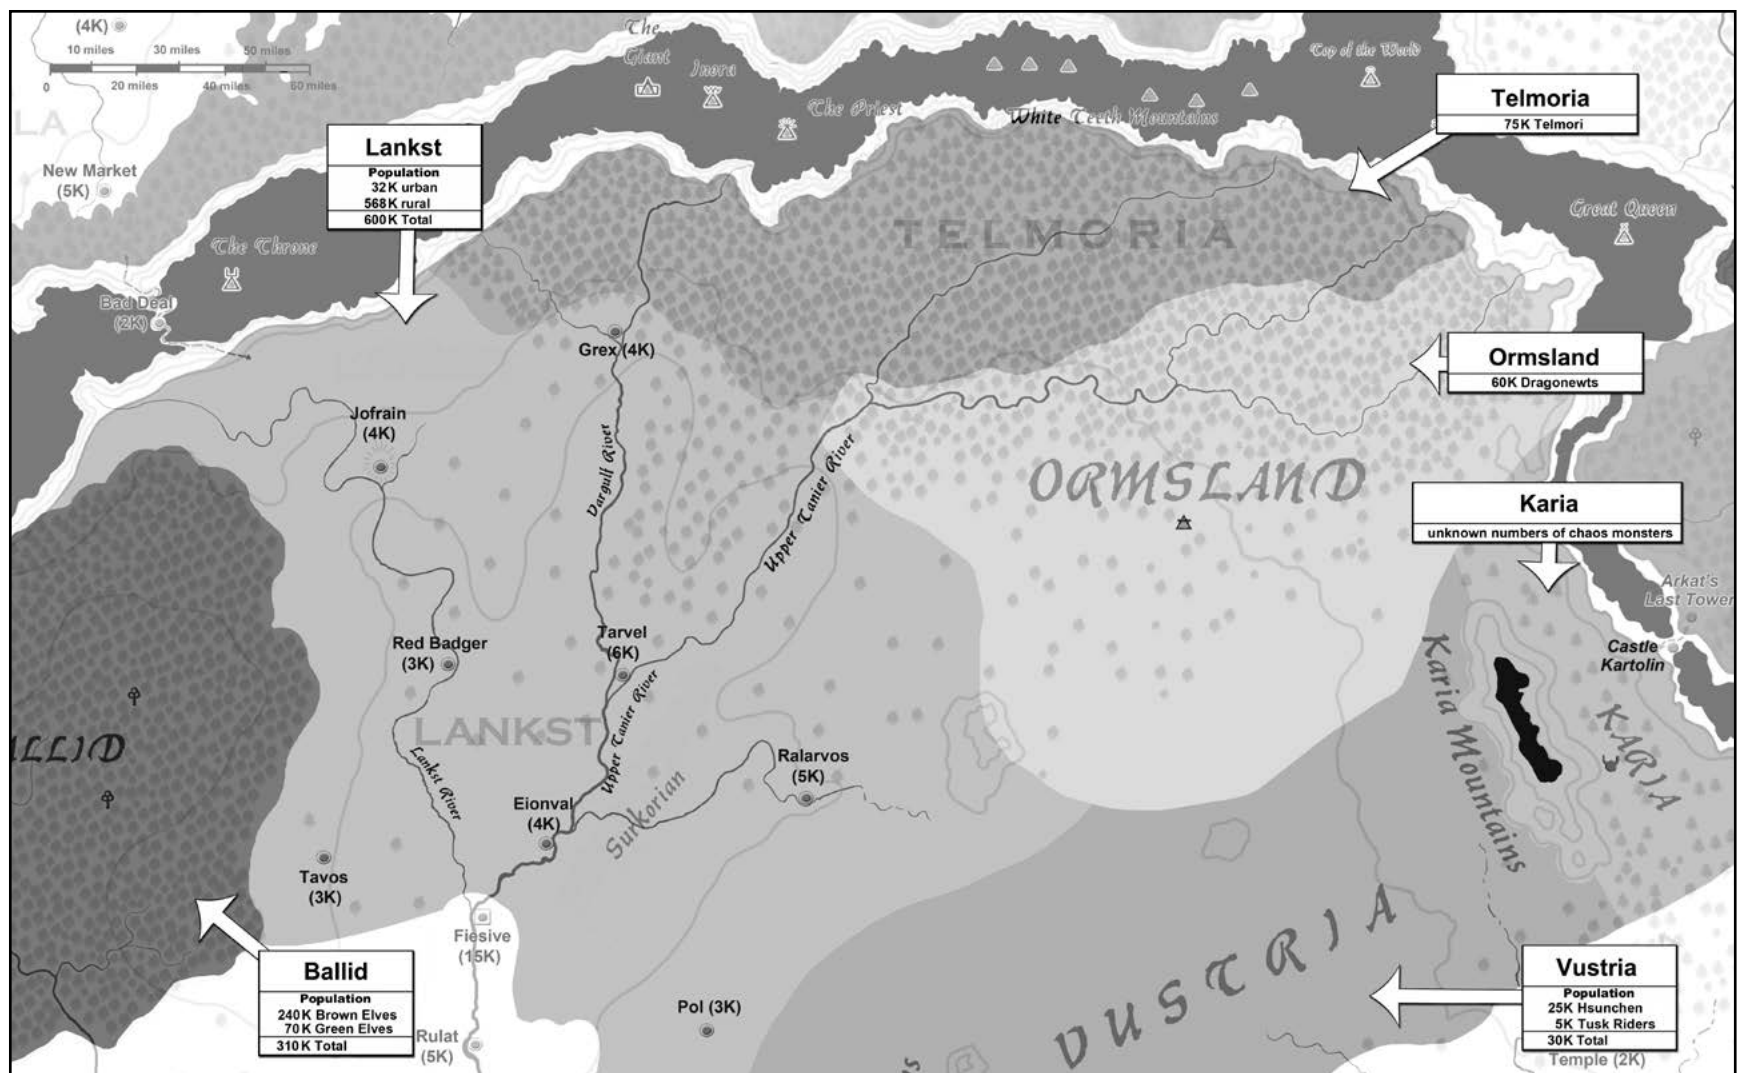 (4K)
10 miles
30 miles
50 miles
0
20 miles
40 miles
60 miles
LA
New Market
(5K)
The
Giant
Inora
The Priest
White Teeth Mountains
Top of the World
Telmoria
75K Telmori
Lankst
Population
32K urban
568K rural
600K Total
The Throne
Bad Deal
(2K)
Great Queen
TELMORIA
Grex (4K)
Ormsland
60K Dragonewts
Jofrain
(4K)
Dargulf River
Upper Tanier River
ORMSLAND
Karia
unknown numbers of chaos monsters
Arkat's
Last Tower
Castle
Kartolin
Red Badger
(3K)
Tarvel
(6K)
Karia Mountains
KARIA
LANKST
Upper Tanier River
Lankst River
ALLID
Ralarvos
(5K)
Surkorian
Eionval
(4K)
Tavos
(3K)
Fiesive
(15K)
Ballid
Population
240K Brown Elves
70K Green Elves
310K Total
Rulat
(5K)
Pol (3K)
VUSTRIA
Vustria
Population
25K Hsunchen
5K Tusk Riders
30K Total
Temple (2K)